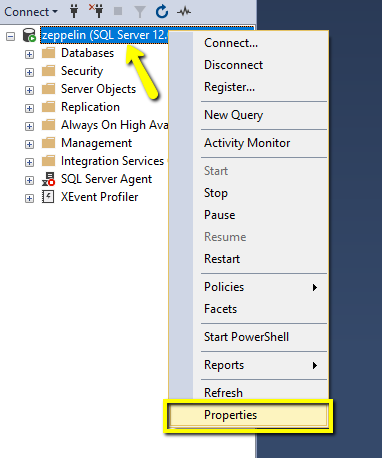 Connect
zeppelin (SQL Server 12.
Databases
Security
Server Objects
Replication
Always On High Ava
Management
Integration Services
SQL Server Agent
XEvent Profiler
Connect...
Disconnect
Register...
New Query
Activity Monitor
Start
Stop
Pause
Resume
Restart
Policies
Facets
Start PowerShell
Reports
Refresh
Properties